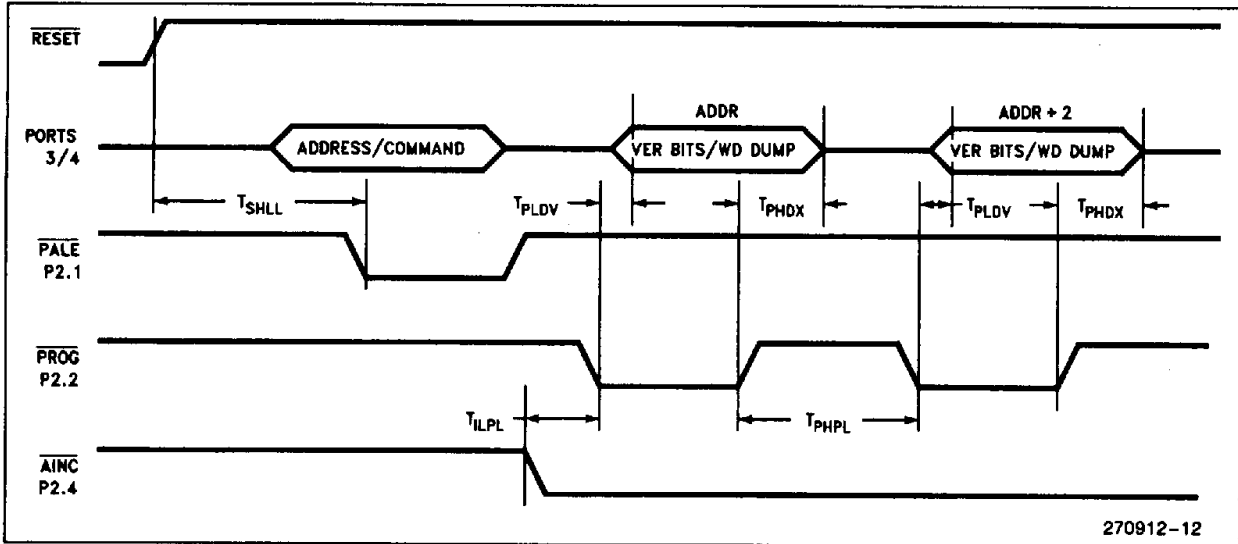 RESET
PORTS
3/4
ADDRESS/COMMAND
ADDR
VER BITS/WD DUMP
ADDR + 2
VER BITS/WD DUMP
TSHLL
TPLDV
TPHDX
TPLDV
TPHDX
PALE
P2.1
PROG
P2.2
TILPL
TPHPL
AINC
P2.4
270912-12